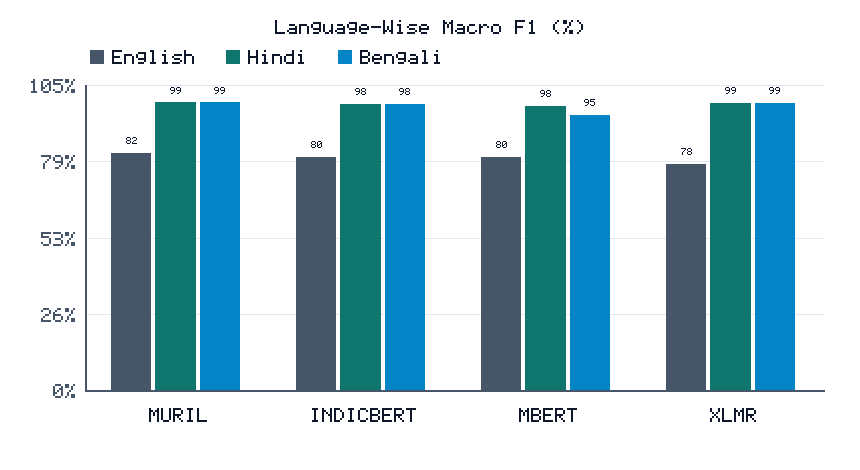 Language-Wise Macro F1 (%)
English Hindi Bengali
105%
79%
53%
26%
0%
82 99 99
80 98 98
80 98 95
78 99 99
MURIL INDICBERT MBERT XLMR